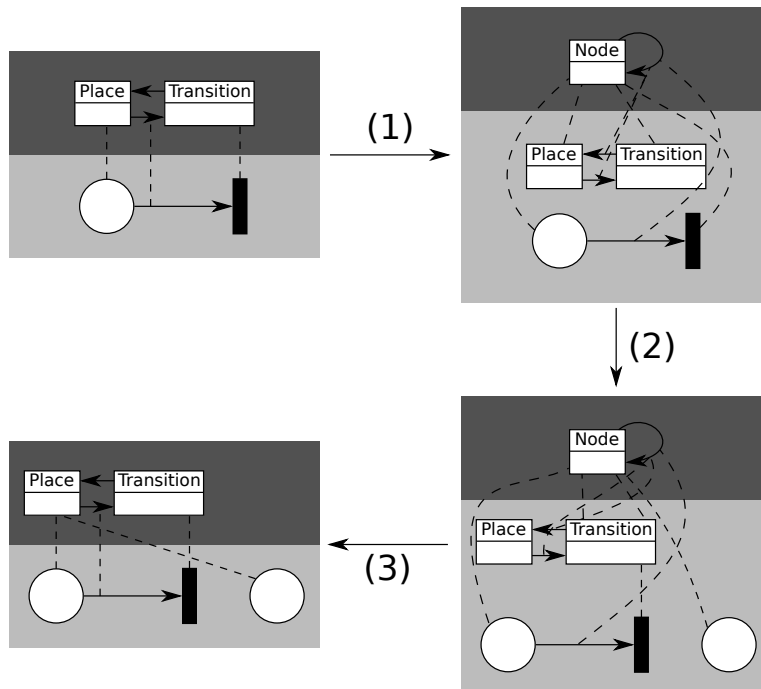 Place Transition
(1)
Node
Place Transition
(2)
Node
Place Transition
(3)
Place Transition